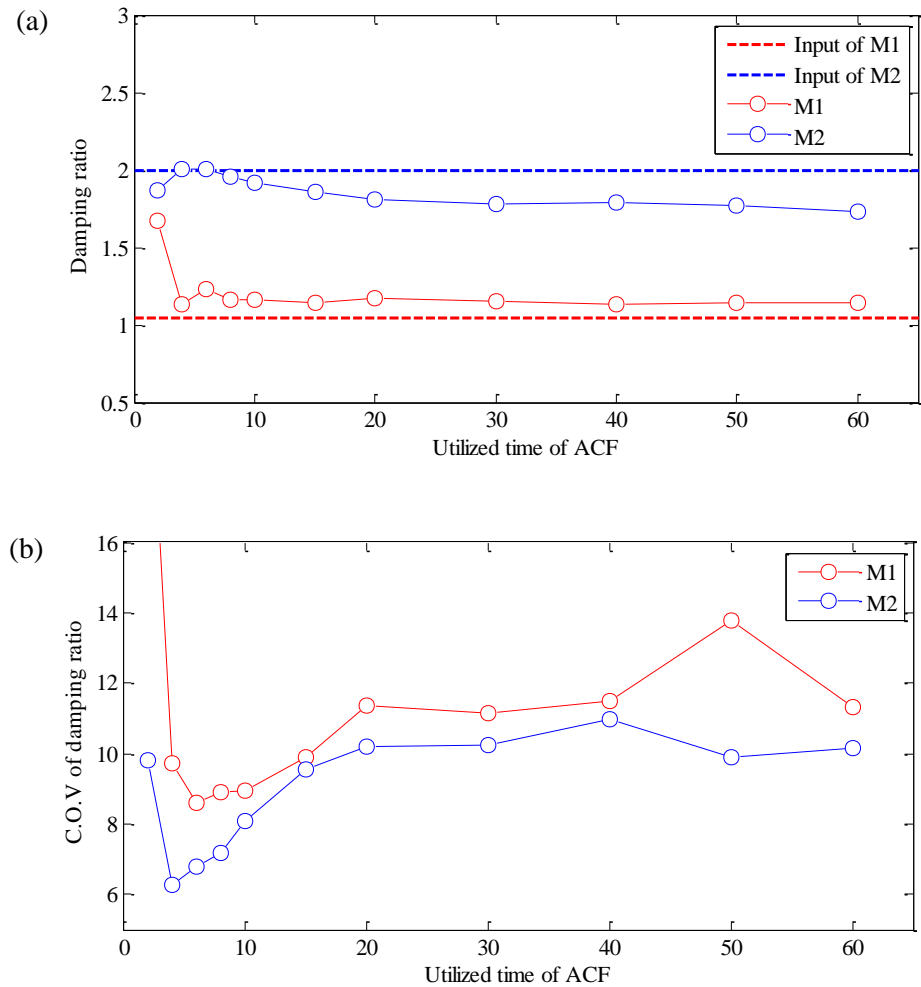 (a)
3
2.5
2
1.5
1
0.5
Damping ratio
Input of M1
Input of M2
M1
M2
0 10 20 30 40 50 60
Utilized time of ACF
(b)
16
14
12
10
8
6
C.O.V of damping ratio
M1
M2
0 10 20 30 40 50 60
Utilized time of ACF